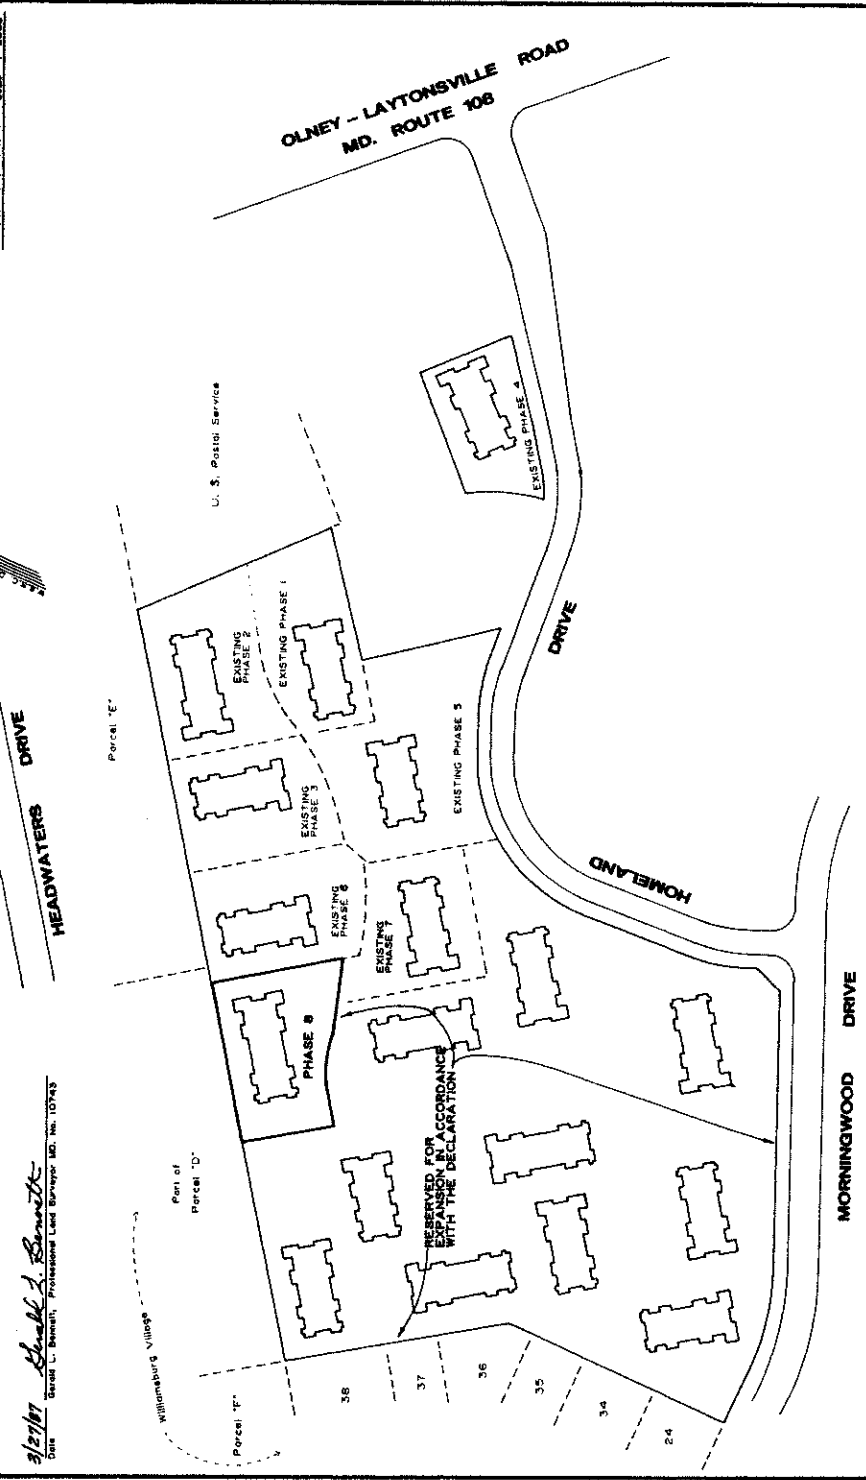 3/27/87
Date
Gerald L. Bennett
Gerald L. Bennett, Professional Land Surveyor MD. No. 10743
HEADWATERS DRIVE
OLNEY - LAYTONSVILLE ROAD
MD. ROUTE 108
U. S. Postal Service
Parcel "E"
EXISTING
PHASE 2
EXISTING PHASE 1
EXISTING PHASE 4
EXISTING
PHASE 3
EXISTING PHASE 5
EXISTING
PHASE 6
EXISTING
PHASE 7
PHASE 8
Part of
Parcel "D"
Williamsburg Village
Parcel "F"
RESERVED FOR
EXPANSION IN ACCORDANCE
WITH THE DECLARATION
38
37
36
35
34
24
HOMELAND
DRIVE
MORNINGWOOD DRIVE